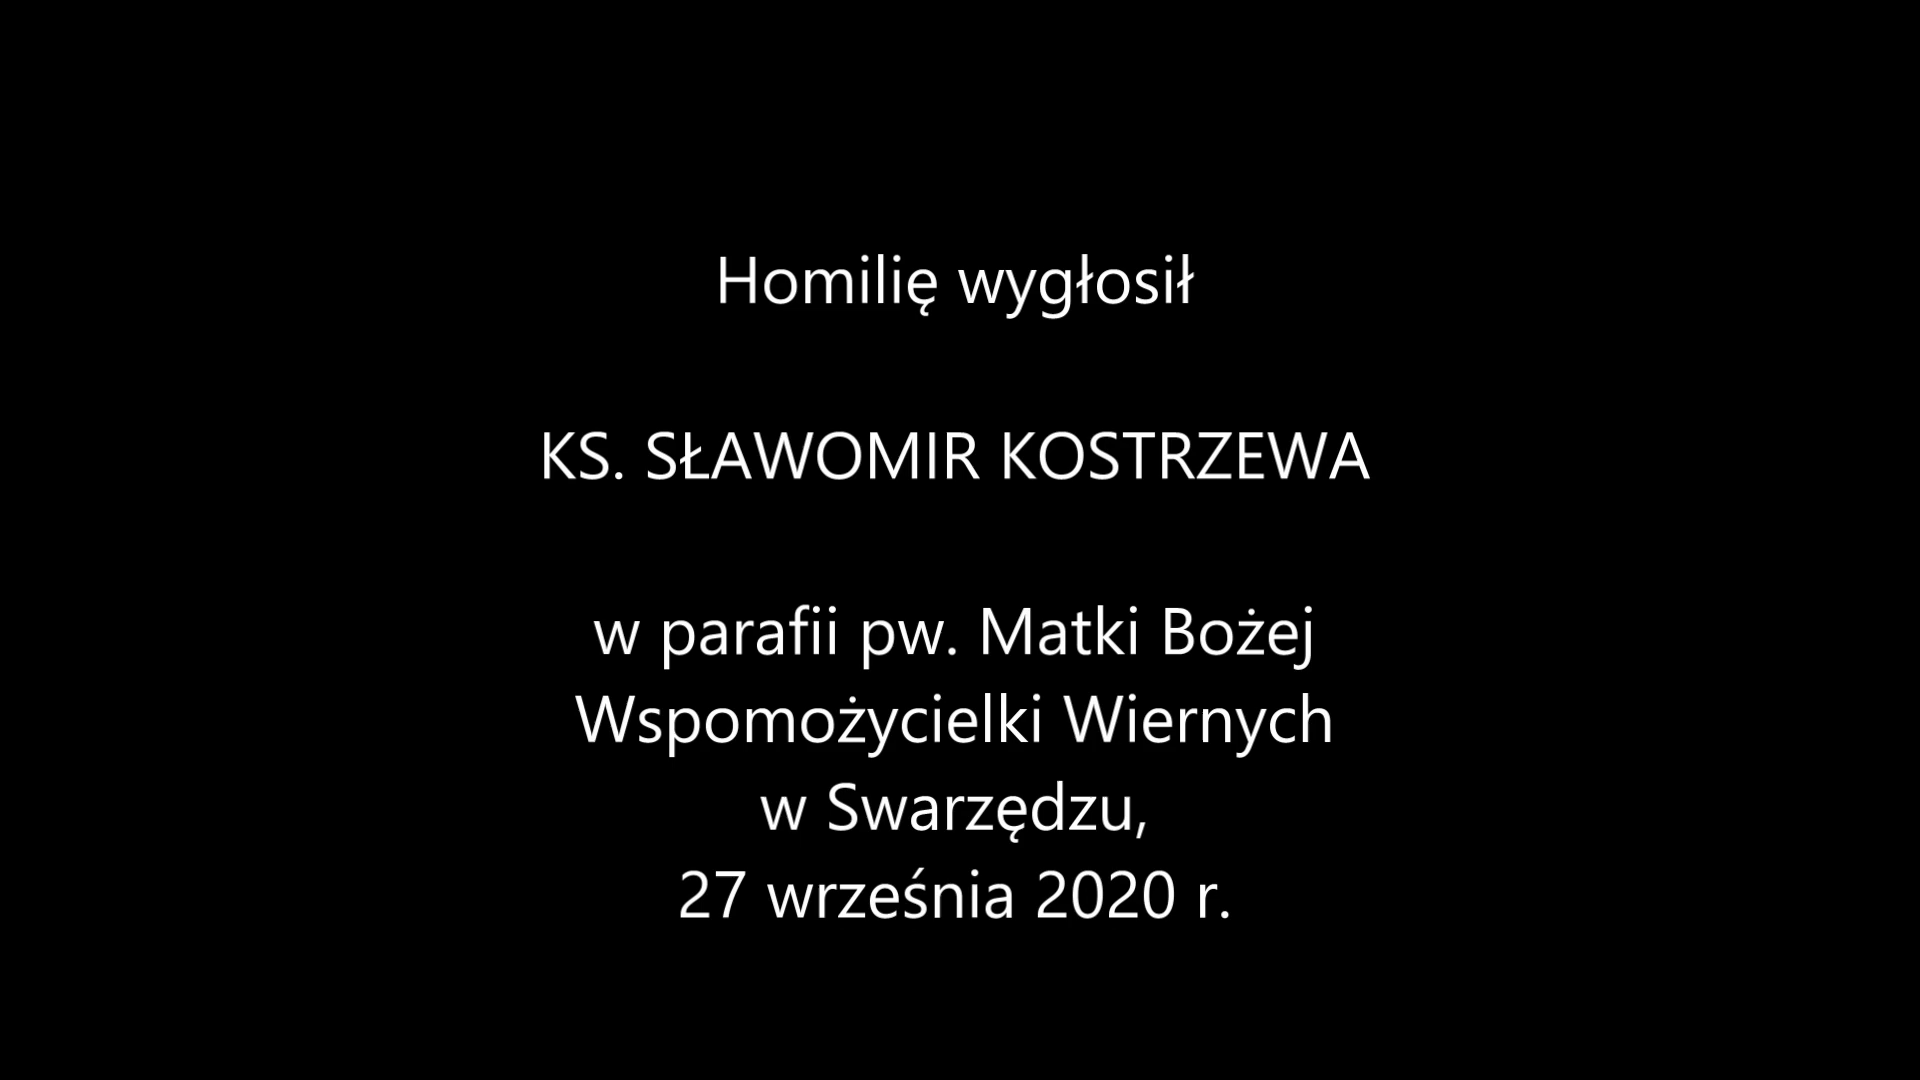 Homilię wygłosił
KS. SŁAWOMIR KOSTRZEWA
w parafii pw. Matki Bożej
Wspomożycielki Wiernych
w Swarzędzu,
27 września 2020 r.